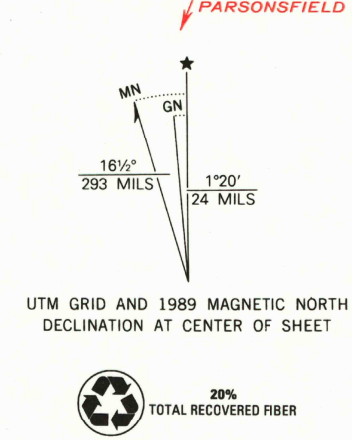 PARSONSFIELD
★
MN
GN
16½°
293 MILS
1°20′
24 MILS
UTM GRID AND 1989 MAGNETIC NORTH
DECLINATION AT CENTER OF SHEET
20%
TOTAL RECOVERED FIBER